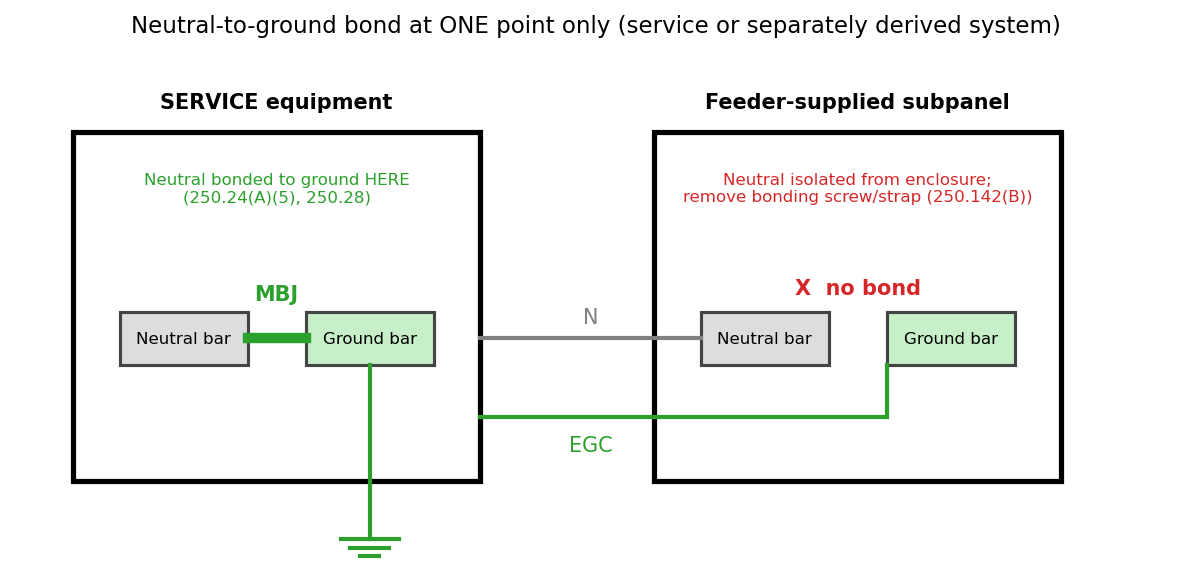 Neutral-to-ground bond at ONE point only (service or separately derived system)
SERVICE equipment
Feeder-supplied subpanel
Neutral bonded to ground HERE
(250.24(A)(5), 250.28)
Neutral isolated from enclosure;
remove bonding screw/strap (250.142(B))
MBJ
X  no bond
N
Neutral bar
Ground bar
Neutral bar
Ground bar
EGC